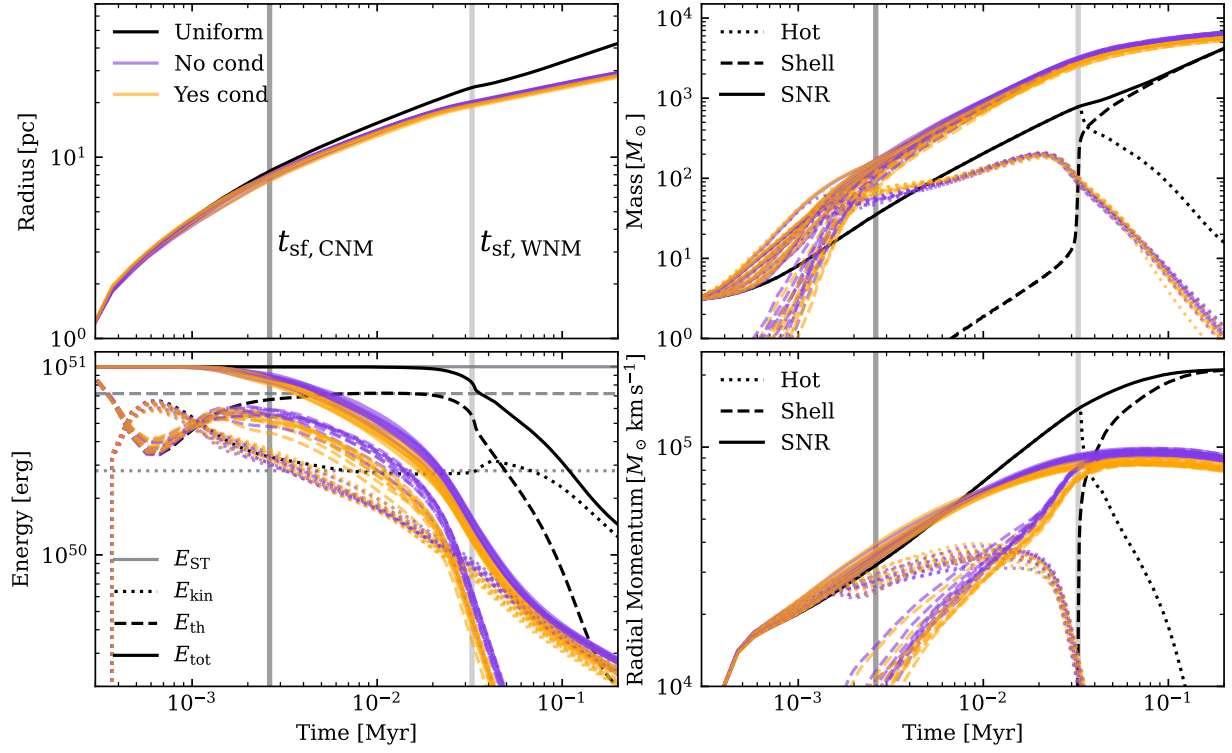 Uniform
No cond
Yes cond
t_sf, CNM
t_sf, WNM
Radius [pc]
10^1
10^0
Hot
Shell
SNR
Mass [M_⊙]
10^4
10^3
10^2
10^1
10^0
E_ST
E_kin
E_th
E_tot
Energy [erg]
10^51
10^50
10^−3
10^−2
10^−1
Time [Myr]
Hot
Shell
SNR
Radial Momentum [M_⊙ km s^−1]
10^5
10^4
10^−3
10^−2
10^−1
Time [Myr]